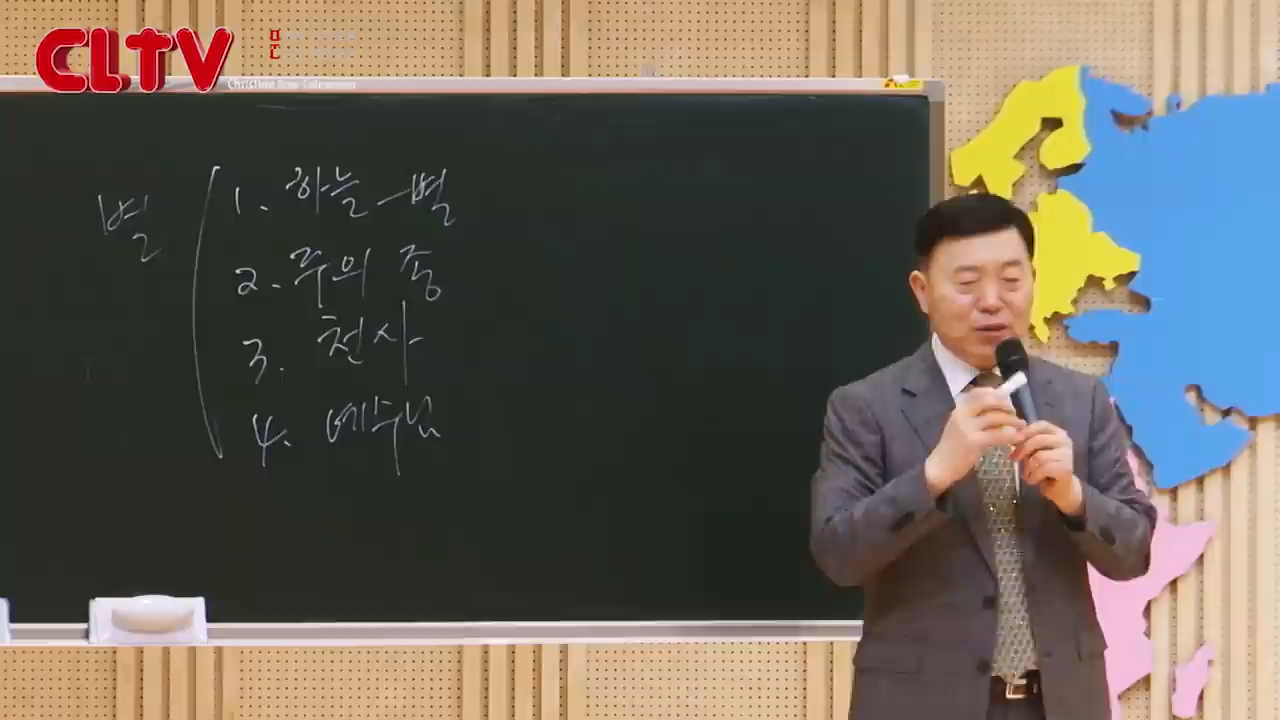 CLTV
별
1. 하늘-별
2. 주의 종
3. 천사
4. 예수님